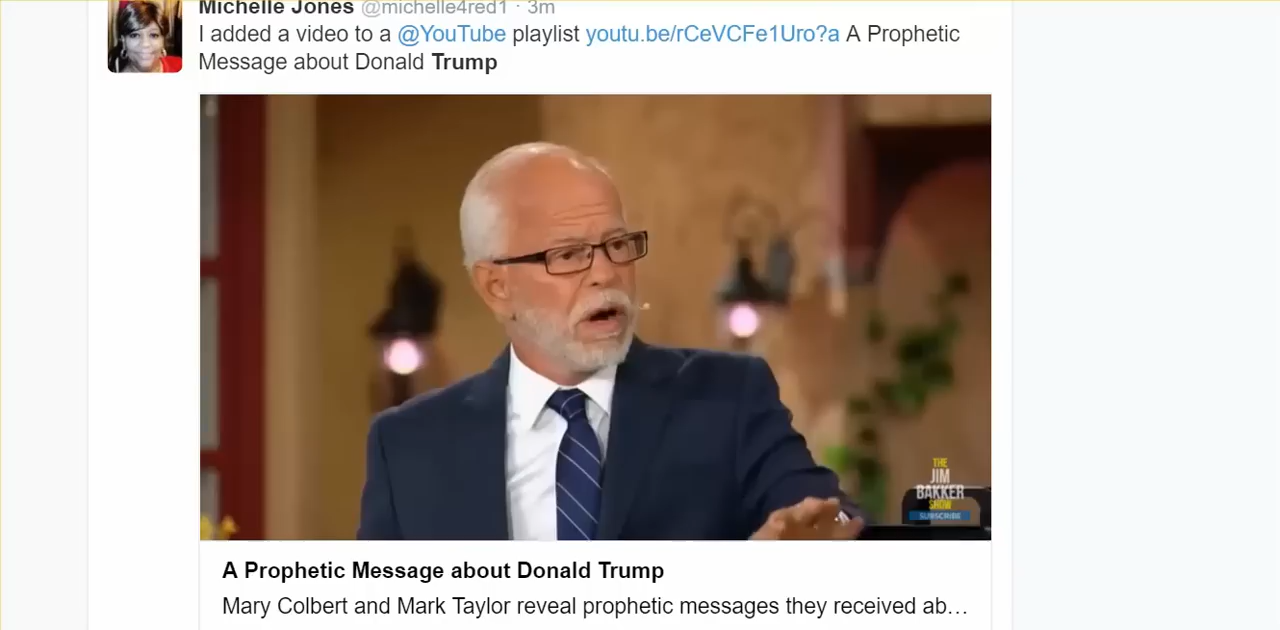 Michelle Jones @michelle4red1 · 3m
I added a video to a @YouTube playlist youtu.be/rCeVCFe1Uro?a A Prophetic
Message about Donald Trump
THE
JIM
BAKKER
SHOW
SUBSCRIBE
A Prophetic Message about Donald Trump
Mary Colbert and Mark Taylor reveal prophetic messages they received ab...